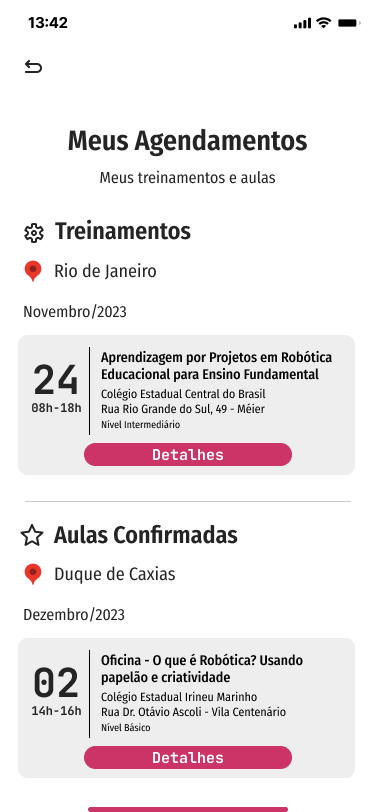 13:42
Meus Agendamentos
Meus treinamentos e aulas
Treinamentos
Rio de Janeiro
Novembro/2023
24
08h-18h
Aprendizagem por Projetos em Robótica
Educacional para Ensino Fundamental
Colégio Estadual Central do Brasil
Rua Rio Grande do Sul, 49 - Méier
Nível Intermediário
Detalhes
Aulas Confirmadas
Duque de Caxias
Dezembro/2023
02
14h-16h
Oficina - O que é Robótica? Usando
papelão e criatividade
Colégio Estadual Irineu Marinho
Rua Dr. Otávio Ascoli - Vila Centenário
Nível Básico
Detalhes